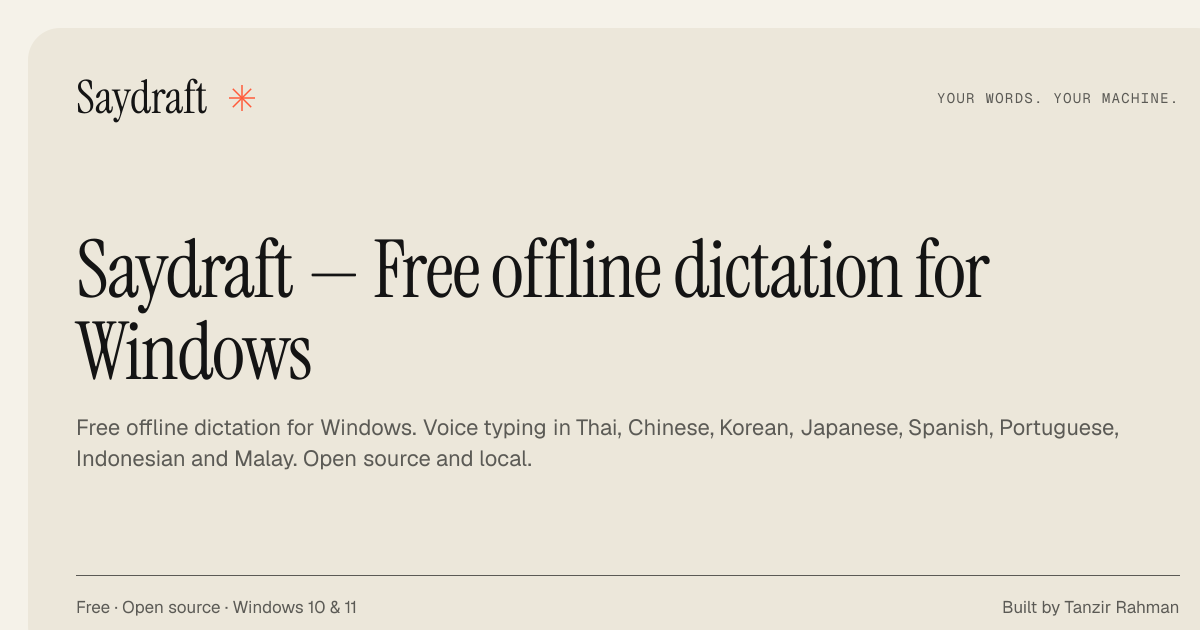 Saydraft
YOUR WORDS. YOUR MACHINE.
Saydraft — Free offline dictation for
Windows
Free offline dictation for Windows. Voice typing in Thai, Chinese, Korean, Japanese, Spanish, Portuguese,
Indonesian and Malay. Open source and local.
Free · Open source · Windows 10 & 11
Built by Tanzir Rahman